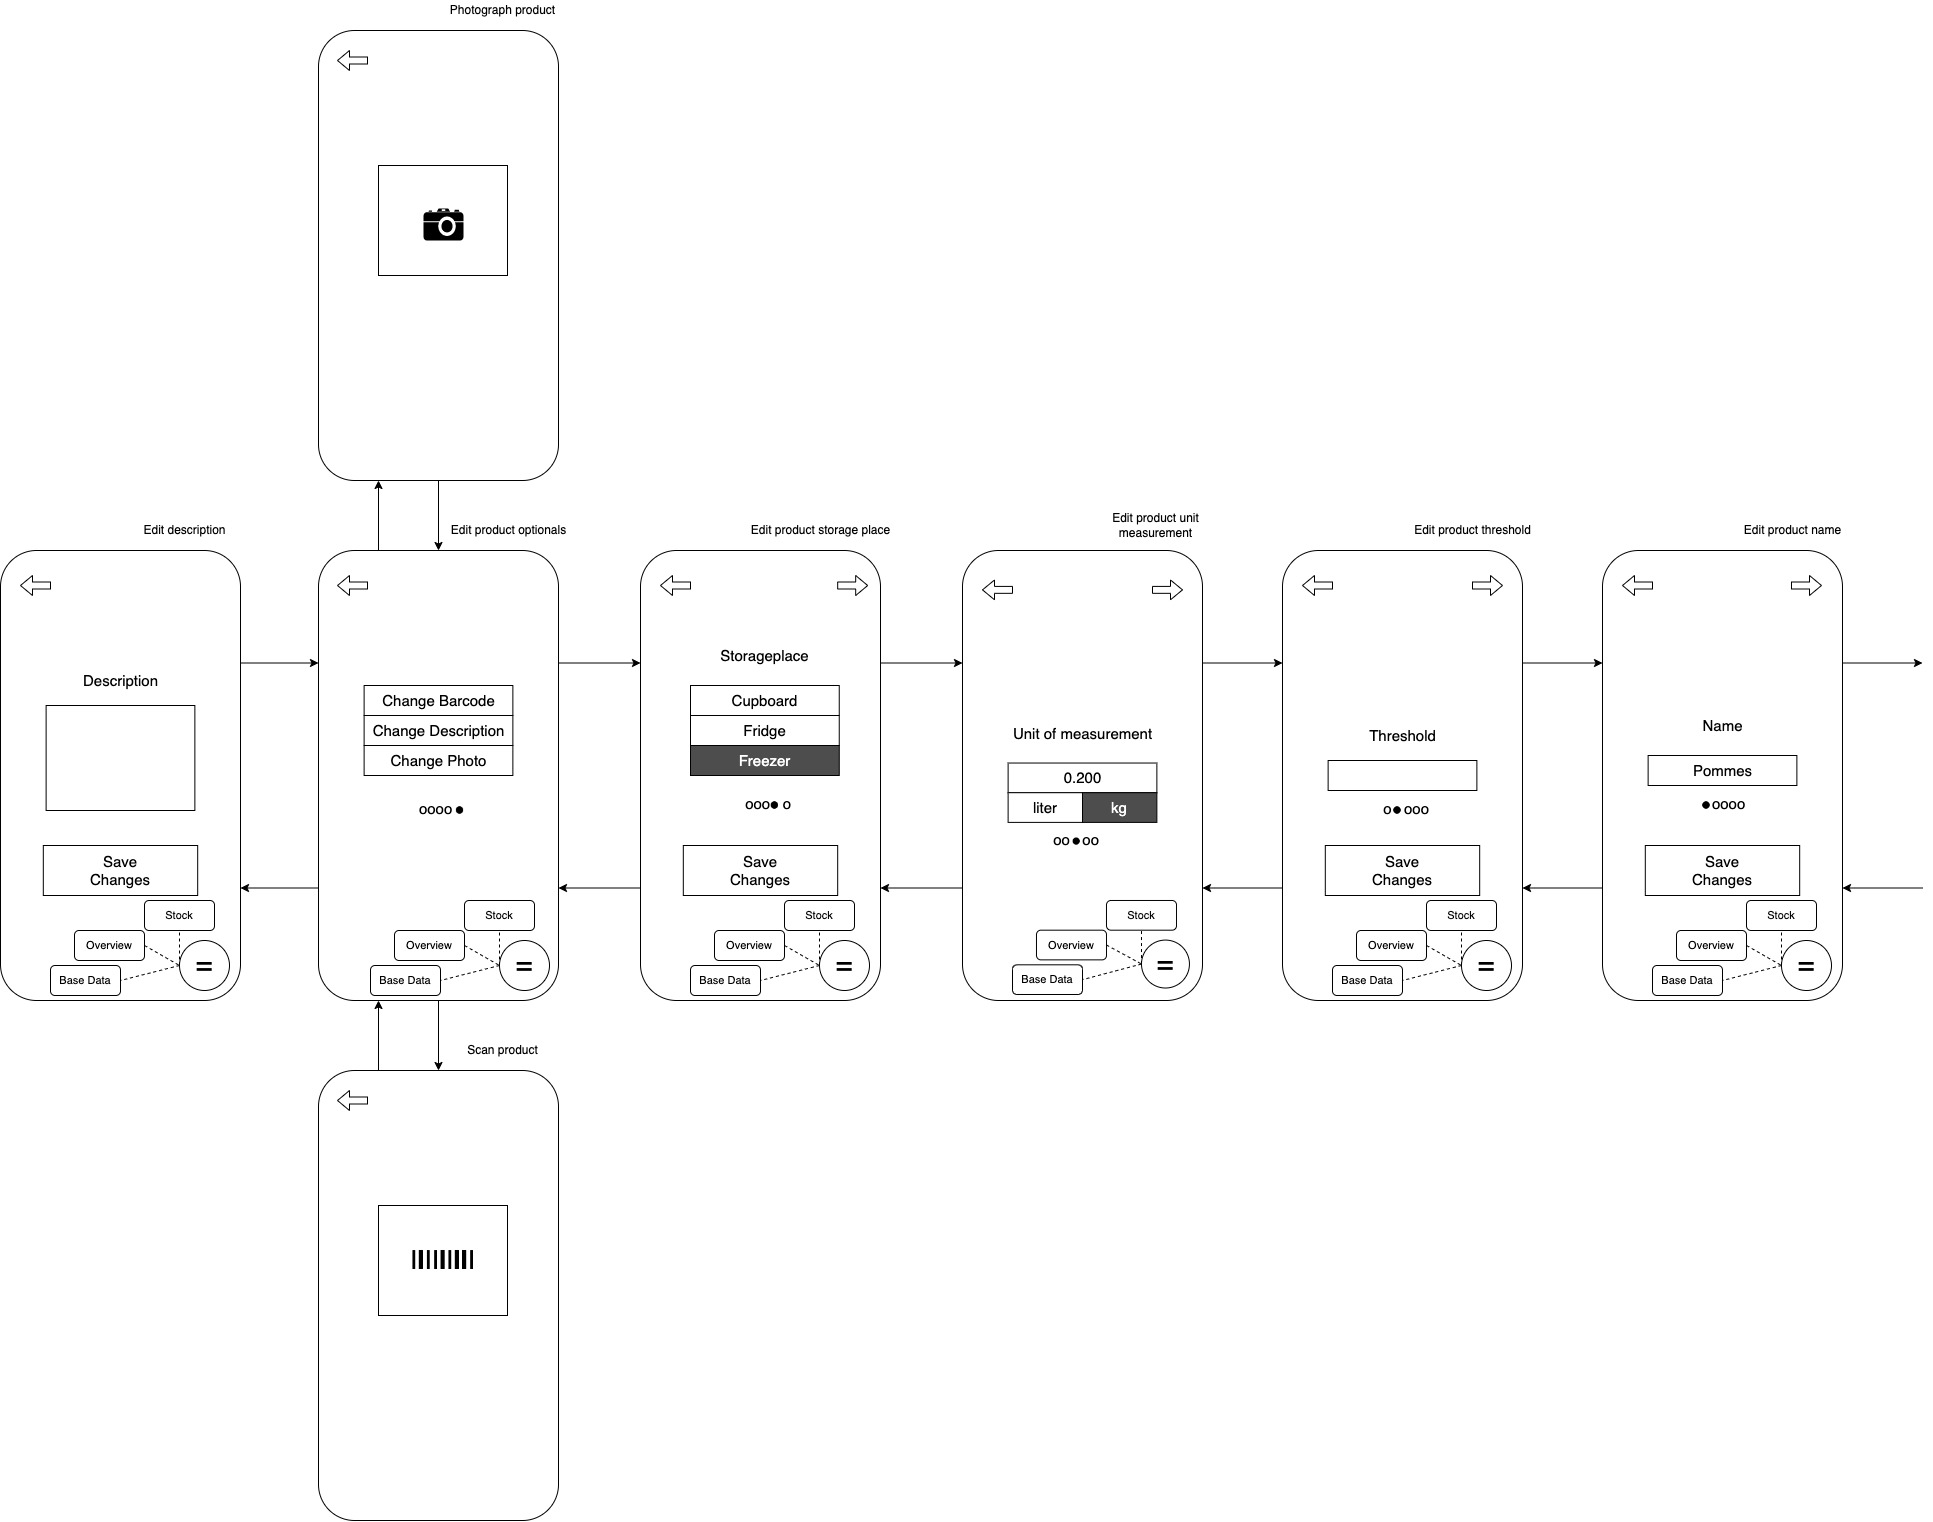 Photograph product
Edit description
Edit product optionals
Edit product storage place
Edit product unit
measurement
Edit product threshold
Edit product name
Description
Save
Changes
Stock
Overview
Base Data
=
Change Barcode
Change Description
Change Photo
oooo●
Stock
Overview
Base Data
=
Storageplace
Cupboard
Fridge
Freezer
ooo● o
Save
Changes
Stock
Overview
Base Data
=
Unit of measurement
0.200
liter kg
oo●oo
Stock
Overview
Base Data
=
Threshold
o●ooo
Save
Changes
Stock
Overview
Base Data
=
Name
Pommes
●oooo
Save
Changes
Stock
Overview
Base Data
=
Scan product